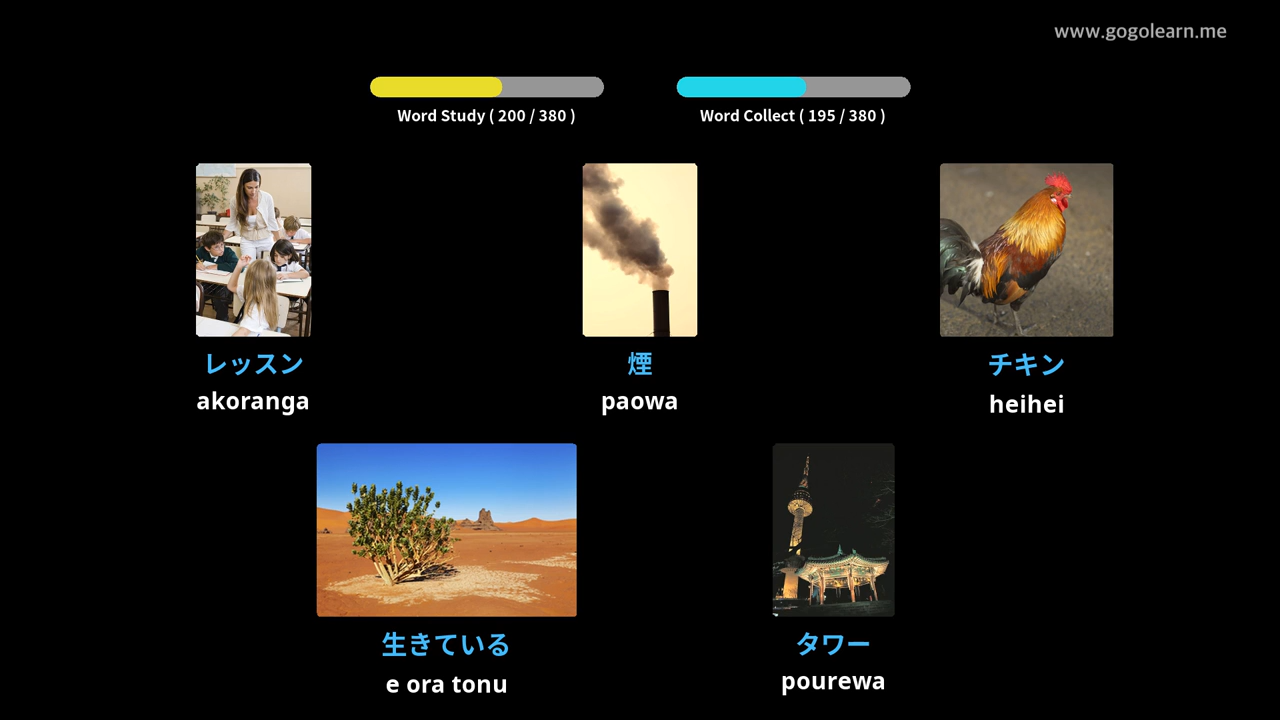 www.gogolearn.me
Word Study ( 200 / 380 )
Word Collect ( 195 / 380 )
レッスン
akoranga
煙
paowa
チキン
heihei
生きている
e ora tonu
タワー
pourewa